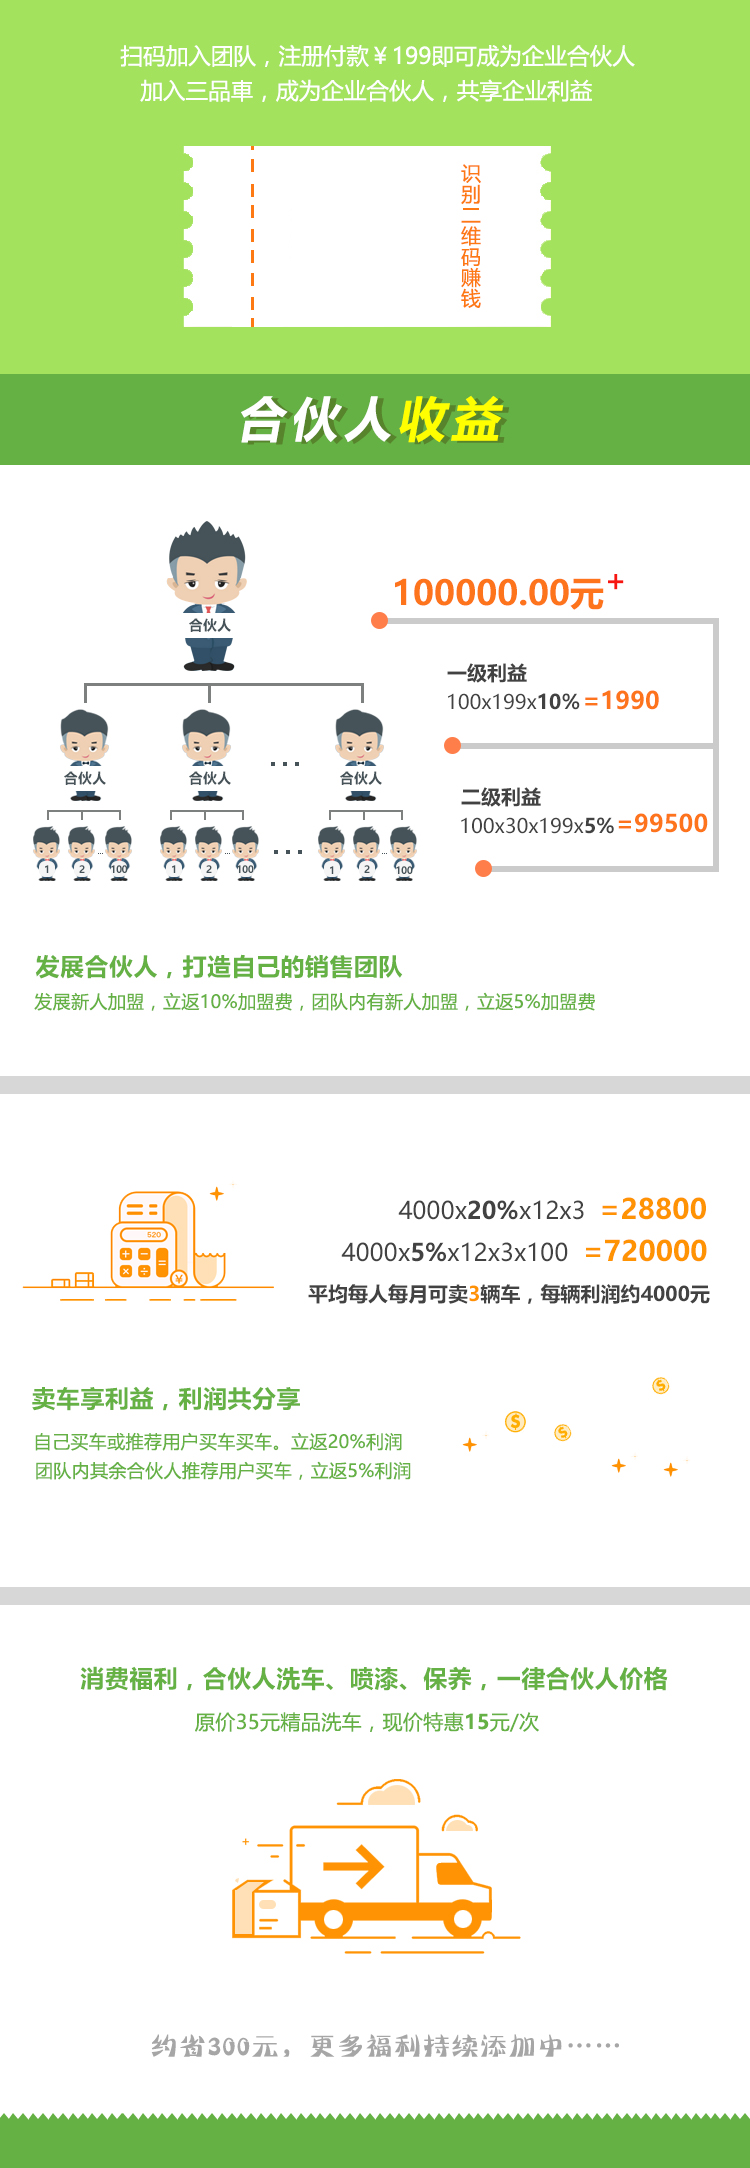 扫码加入团队，注册付款￥199即可成为企业合伙人
加入三品車，成为企业合伙人，共享企业利益
识别二维码赚钱
合伙人收益
合伙人
100000.00元+
一级利益
100x199x10%=1990
合伙人 合伙人 ... 合伙人
二级利益
100x30x199x5%=99500
1 2 ... 100 1 2 ... 100 ... 1 2 ... 100
发展合伙人，打造自己的销售团队
发展新人加盟，立返10%加盟费，团队内有新人加盟，立返5%加盟费
520
¥
4000x20%x12x3 =28800
4000x5%x12x3x100 =720000
平均每人每月可卖3辆车，每辆利润约4000元
卖车享利益，利润共分享
自己买车或推荐用户买车买车。立返20%利润
团队内其余合伙人推荐用户买车，立返5%利润
消费福利，合伙人洗车、喷漆、保养，一律合伙人价格
原价35元精品洗车，现价特惠15元/次
约省300元，更多福利持续添加中……